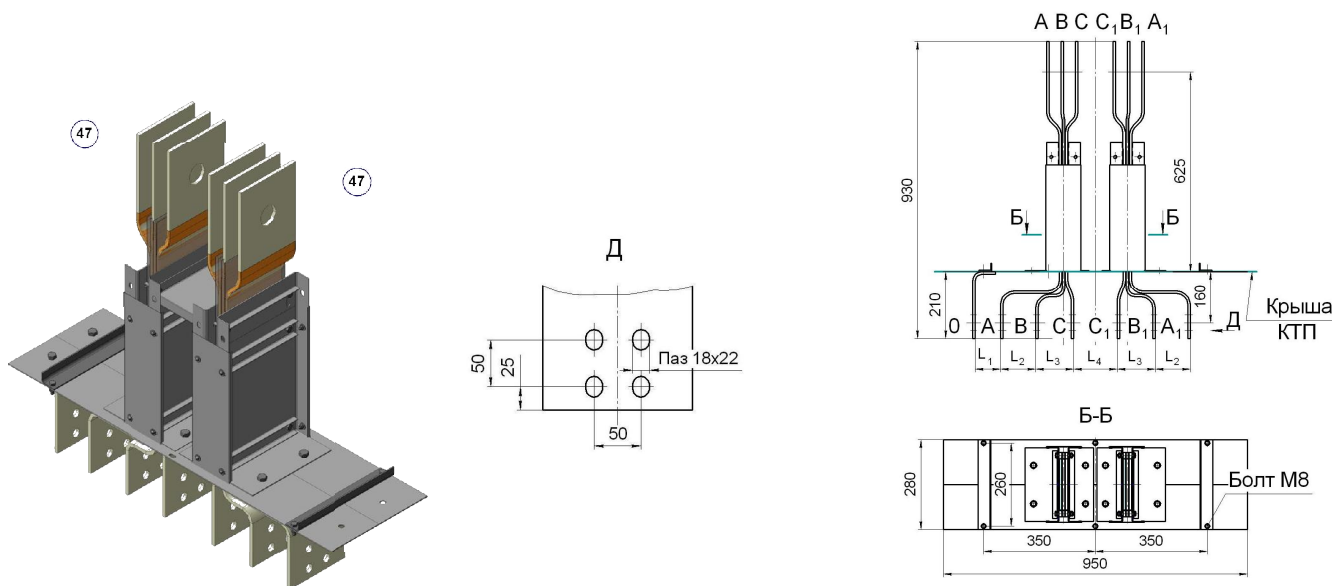 47
47
Д
50
25
Паз 18х22
50
A B C C₁ B₁ A₁
930
625
Б Б
210
160
0 A B C C₁ B₁ A₁
Д
Крыша
КТП
L₁ L₂ L₃ L₄ L₃ L₂
Б-Б
280
260
Болт М8
350 350
950